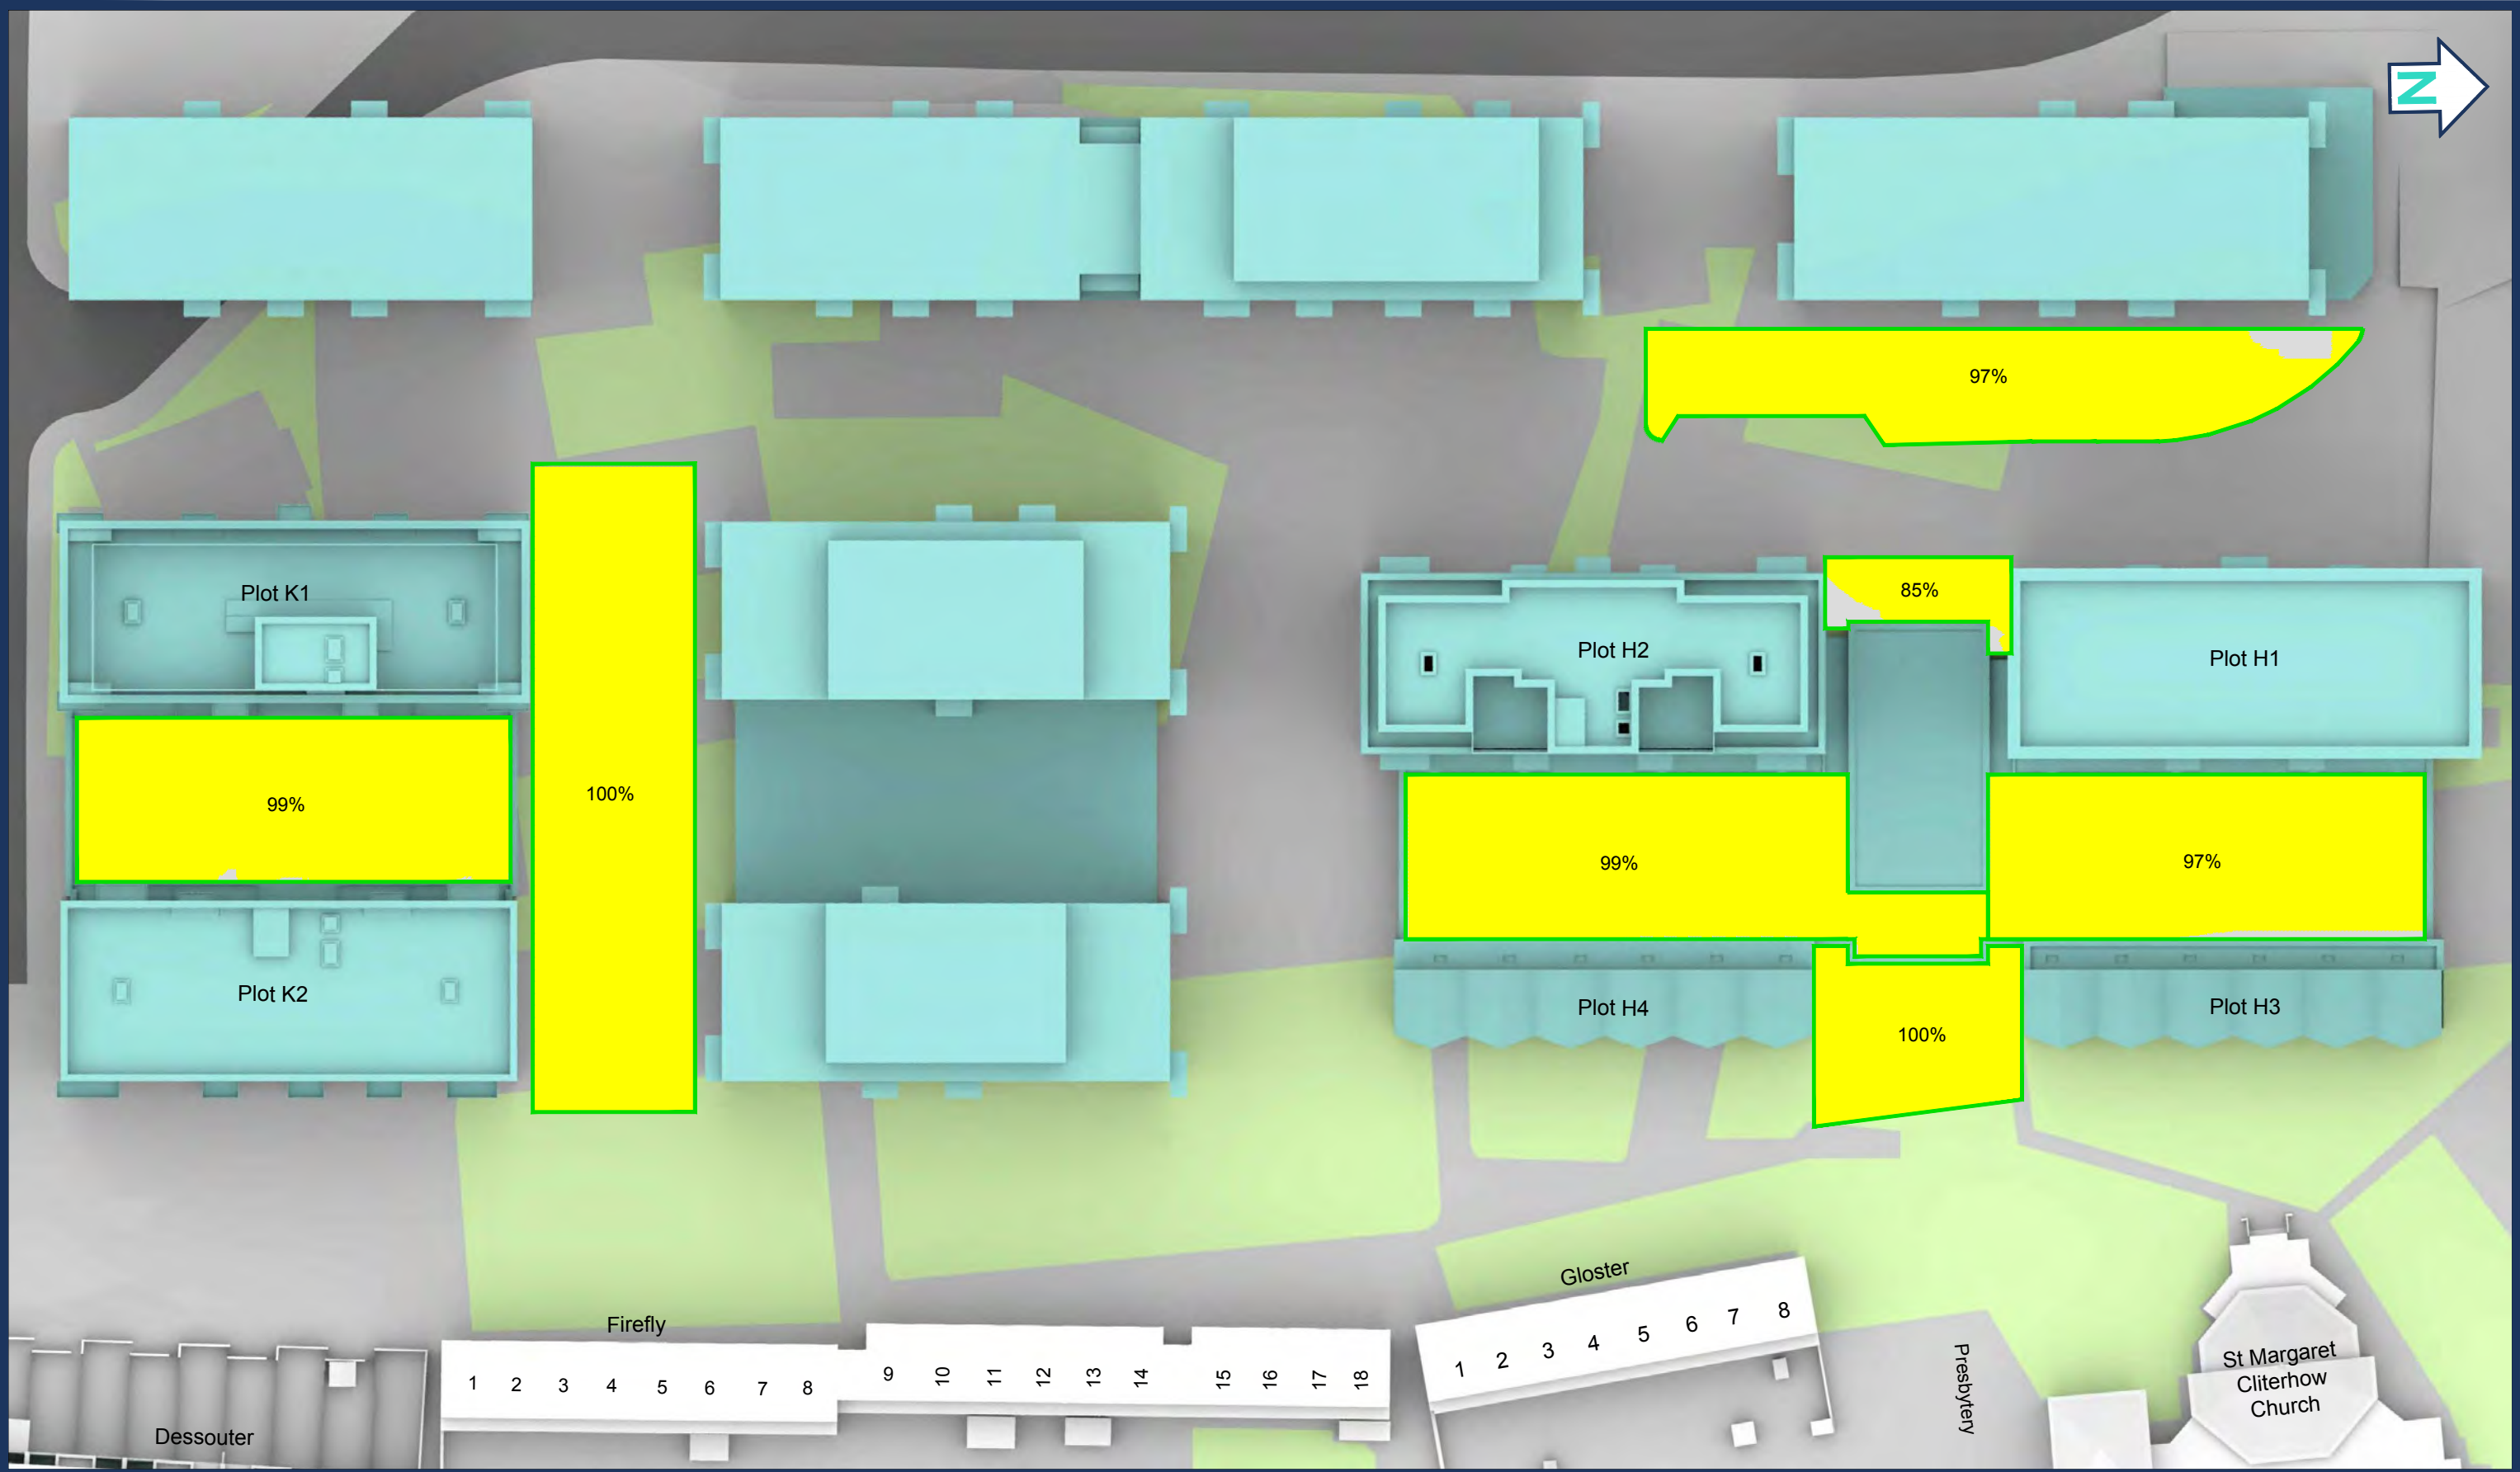 N
97%
Plot K1
85%
Plot H2
Plot H1
99%
100%
99%
97%
Plot K2
Plot H4
100%
Plot H3
Gloster
1 2 3 4 5 6 7 8
Firefly
1 2 3 4 5 6 7 8 9 10 11 12 13 14 15 16 17 18
Presbytery
St Margaret
Cliterhow
Church
Dessouter